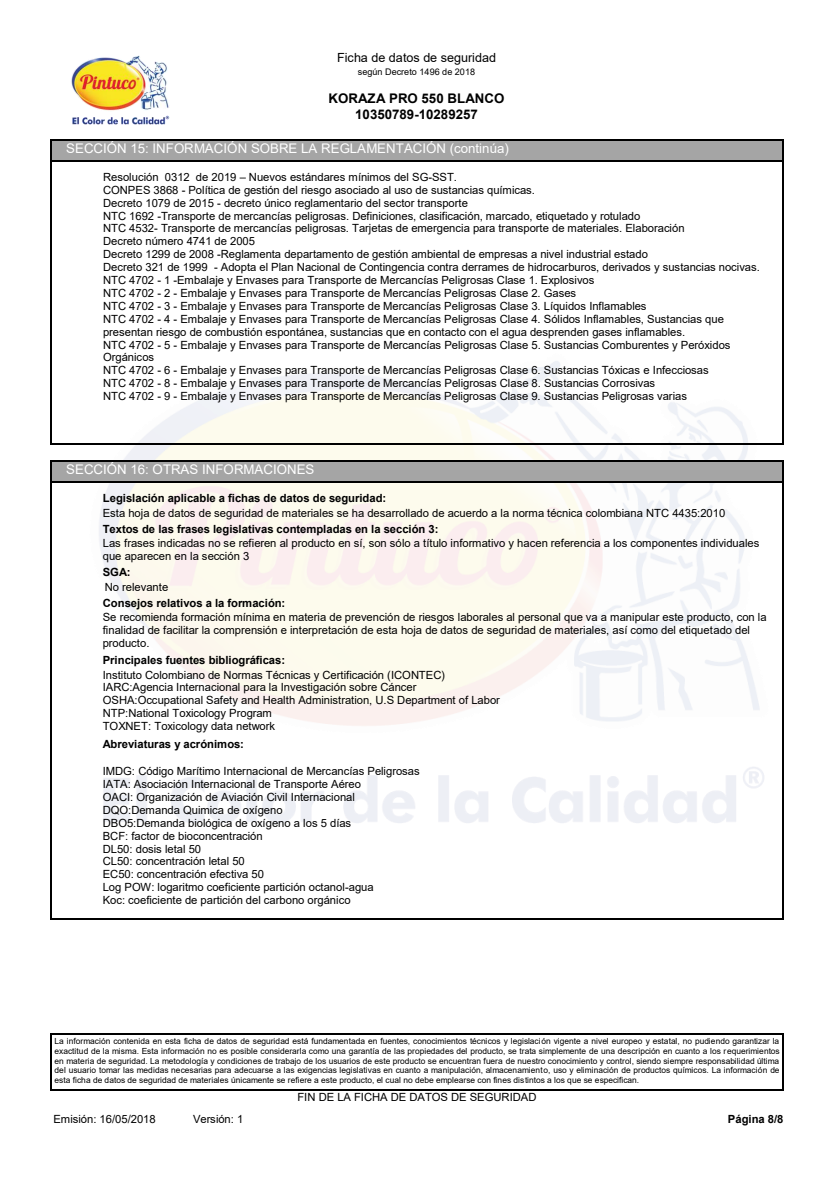 Pintuco®
El Color de la Calidad®
Ficha de datos de seguridad
según Decreto 1496 de 2018
KORAZA PRO 550 BLANCO
10350789-10289257
SECCIÓN 15: INFORMACIÓN SOBRE LA REGLAMENTACIÓN (continúa)
Resolución 0312 de 2019 – Nuevos estándares mínimos del SG-SST.
CONPES 3868 - Política de gestión del riesgo asociado al uso de sustancias químicas.
Decreto 1079 de 2015 - decreto único reglamentario del sector transporte
NTC 1692 -Transporte de mercancías peligrosas. Definiciones, clasificación, marcado, etiquetado y rotulado
NTC 4532- Transporte de mercancías peligrosas. Tarjetas de emergencia para transporte de materiales. Elaboración
Decreto número 4741 de 2005
Decreto 1299 de 2008 -Reglamenta departamento de gestión ambiental de empresas a nivel industrial estado
Decreto 321 de 1999 - Adopta el Plan Nacional de Contingencia contra derrames de hidrocarburos, derivados y sustancias nocivas.
NTC 4702 - 1 -Embalaje y Envases para Transporte de Mercancías Peligrosas Clase 1. Explosivos
NTC 4702 - 2 - Embalaje y Envases para Transporte de Mercancías Peligrosas Clase 2. Gases
NTC 4702 - 3 - Embalaje y Envases para Transporte de Mercancías Peligrosas Clase 3. Líquidos Inflamables
NTC 4702 - 4 - Embalaje y Envases para Transporte de Mercancías Peligrosas Clase 4. Sólidos Inflamables, Sustancias que
presentan riesgo de combustión espontánea, sustancias que en contacto con el agua desprenden gases inflamables.
NTC 4702 - 5 - Embalaje y Envases para Transporte de Mercancías Peligrosas Clase 5. Sustancias Comburentes y Peróxidos
Orgánicos
NTC 4702 - 6 - Embalaje y Envases para Transporte de Mercancías Peligrosas Clase 6. Sustancias Tóxicas e Infecciosas
NTC 4702 - 8 - Embalaje y Envases para Transporte de Mercancías Peligrosas Clase 8. Sustancias Corrosivas
NTC 4702 - 9 - Embalaje y Envases para Transporte de Mercancías Peligrosas Clase 9. Sustancias Peligrosas varias
SECCIÓN 16: OTRAS INFORMACIONES
Legislación aplicable a fichas de datos de seguridad:
Esta hoja de datos de seguridad de materiales se ha desarrollado de acuerdo a la norma técnica colombiana NTC 4435:2010
Textos de las frases legislativas contempladas en la sección 3:
Las frases indicadas no se refieren al producto en sí, son sólo a título informativo y hacen referencia a los componentes individuales
que aparecen en la sección 3
SGA:
No relevante
Consejos relativos a la formación:
Se recomienda formación mínima en materia de prevención de riesgos laborales al personal que va a manipular este producto, con la
finalidad de facilitar la comprensión e interpretación de esta hoja de datos de seguridad de materiales, así como del etiquetado del
producto.
Principales fuentes bibliográficas:
Instituto Colombiano de Normas Técnicas y Certificación (ICONTEC)
IARC:Agencia Internacional para la Investigación sobre Cáncer
OSHA:Occupational Safety and Health Administration, U.S Department of Labor
NTP:National Toxicology Program
TOXNET: Toxicology data network
Abreviaturas y acrónimos:
IMDG: Código Marítimo Internacional de Mercancías Peligrosas
IATA: Asociación Internacional de Transporte Aéreo
OACI: Organización de Aviación Civil Internacional
DQO:Demanda Quimica de oxígeno
DBO5:Demanda biológica de oxígeno a los 5 días
BCF: factor de bioconcentración
DL50: dosis letal 50
CL50: concentración letal 50
EC50: concentración efectiva 50
Log POW: logaritmo coeficiente partición octanol-agua
Koc: coeficiente de partición del carbono orgánico
La información contenida en esta ficha de datos de seguridad está fundamentada en fuentes, conocimientos técnicos y legislación vigente a nivel europeo y estatal, no pudiendo garantizar la
exactitud de la misma. Esta información no es posible considerarla como una garantía de las propiedades del producto, se trata simplemente de una descripción en cuanto a los requerimientos
en materia de seguridad. La metodología y condiciones de trabajo de los usuarios de este producto se encuentran fuera de nuestro conocimiento y control, siendo siempre responsabilidad última
del usuario tomar las medidas necesarias para adecuarse a las exigencias legislativas en cuanto a manipulación, almacenamiento, uso y eliminación de productos químicos. La información de
esta ficha de datos de seguridad de materiales únicamente se refiere a este producto, el cual no debe emplearse con fines distintos a los que se especifican.
FIN DE LA FICHA DE DATOS DE SEGURIDAD
Emisión: 16/05/2018 Versión: 1 Página 8/8